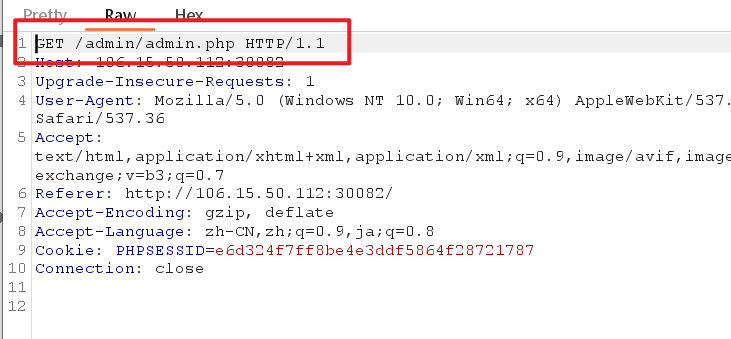 Pretty Raw
1 GET /admin/admin.php HTTP/1.1
2 Host: 106.15.50.112:30082
3 Upgrade-Insecure-Requests: 1
4 User-Agent: Mozilla/5.0 (Windows NT 10.0; Win64; x64) AppleWebKit/537.
Safari/537.36
5 Accept:
text/html,application/xhtml+xml,application/xml;q=0.9,image/avif,image
exchange;v=b3;q=0.7
6 Referer: http://106.15.50.112:30082/
7 Accept-Encoding: gzip, deflate
8 Accept-Language: zh-CN,zh;q=0.9,ja;q=0.8
9 Cookie: PHPSESSID=e6d324f7ff8be4e3ddf5864f28721787
10 Connection: close
11
12